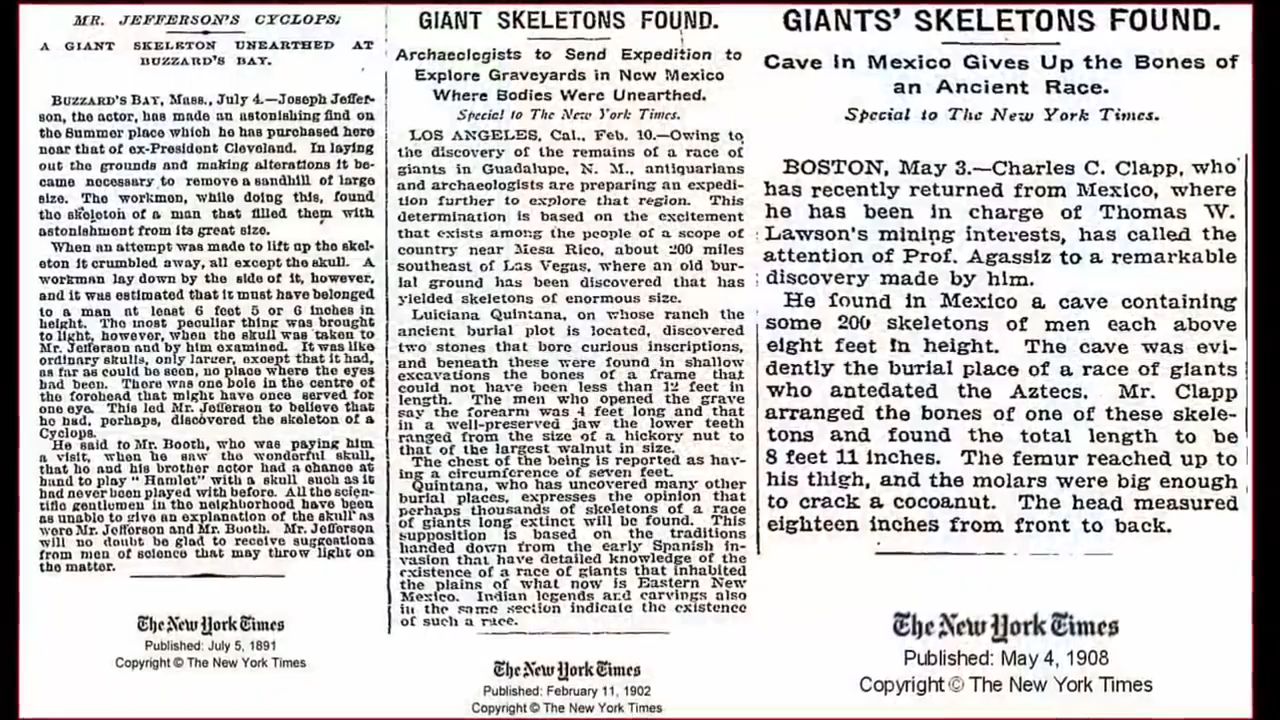 MR. JEFFERSON'S CYCLOPS;
A GIANT SKELETON UNEARTHED AT
BUZZARD'S BAY.
BUZZARD'S BAY, Mass., July 4.—Joseph Jeffer-
son, the actor, has made an astonishing find on
the Summer place which he has purchased here
near that of ex-President Cleveland. In laying
out the grounds and making alterations it be-
came necessary to remove a sandhill of large
size. The workmen, while doing this, found
the skeleton of a man that filled them with
astonishment from its great size.
When an attempt was made to lift up the skel-
eton it crumbled away, all except the skull. A
workman lay down by the side of it, however,
and it was estimated that it must have belonged
to a man at least 6 feet 5 or 6 inches in
height. The most peculiar thing was brought
to light, however, when the skull was taken to
Mr. Jefferson and by him examined. It was like
ordinary skulls, only larger, except that it had,
as far as could be seen, no place where the eyes
had been. There was one hole in the centre of
the forehead that might have once served for
one eye. This led Mr. Jefferson to believe that
he had, perhaps, discovered the skeleton of a
Cyclops.
He said to Mr. Booth, who was paying him
a visit, when he saw the wonderful skull,
that he and his brother actor had a chance at
hand to play "Hamlet" with a skull such as it
had never been played with before. All the scien-
tific gentlemen in the neighborhood have been
as unable to give an explanation of the skull as
were Mr. Jefferson and Mr. Booth. Mr. Jefferson
will no doubt be glad to receive suggestions
from men of science that may throw light on
the matter.
The New York Times
Published: July 5, 1891
Copyright © The New York Times
GIANT SKELETONS FOUND.
Archaeologists to Send Expedition to
Explore Graveyards in New Mexico
Where Bodies Were Unearthed.
Special to The New York Times.
LOS ANGELES, Cal., Feb. 10.—Owing to
the discovery of the remains of a race of
giants in Guadalupe, N. M., antiquarians
and archaeologists are preparing an expedi-
tion further to explore that region. This
determination is based on the excitement
that exists among the people of a scope of
country near Mesa Rico, about 200 miles
southeast of Las Vegas, where an old bur-
ial ground has been discovered that has
yielded skeletons of enormous size.
Luiciana Quintana, on whose ranch the
ancient burial plot is located, discovered
two stones that bore curious inscriptions,
and beneath these were found in shallow
excavations the bones of a frame that
could not have been less than 12 feet in
length. The men who opened the grave
say the forearm was 4 feet long and that
in a well-preserved jaw the lower teeth
ranged from the size of a hickory nut to
that of the largest walnut in size.
The chest of the being is reported as hav-
ing a circumference of seven feet.
Quintana, who has uncovered many other
burial places, expresses the opinion that
perhaps thousands of skeletons of a race
of giants long extinct will be found. This
supposition is based on the traditions
handed down from the early Spanish in-
vasion that have detailed knowledge of the
existence of a race of giants that inhabited
the plains of what now is Eastern New
Mexico. Indian legends and carvings also
in the same section indicate the existence
of such a race.
The New York Times
Published: February 11, 1902
Copyright © The New York Times
GIANTS' SKELETONS FOUND.
Cave in Mexico Gives Up the Bones of
an Ancient Race.
Special to The New York Times.
BOSTON, May 3.—Charles C. Clapp, who
has recently returned from Mexico, where
he has been in charge of Thomas W.
Lawson's mining interests, has called the
attention of Prof. Agassiz to a remarkable
discovery made by him.
He found in Mexico a cave containing
some 200 skeletons of men each above
eight feet in height. The cave was evi-
dently the burial place of a race of giants
who antedated the Aztecs. Mr. Clapp
arranged the bones of one of these skele-
tons and found the total length to be
8 feet 11 inches. The femur reached up to
his thigh, and the molars were big enough
to crack a cocoanut. The head measured
eighteen inches from front to back.
The New York Times
Published: May 4, 1908
Copyright © The New York Times